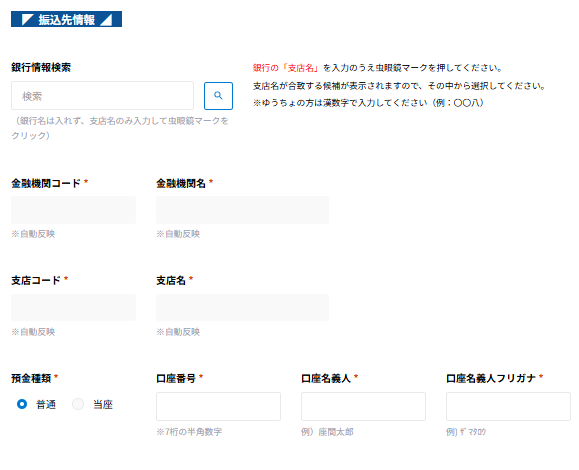 振込先情報
銀行情報検索
銀行の「支店名」を入力のうえ虫眼鏡マークを押してください。
検索
支店名が合致する候補が表示されますので、その中から選択してください。
※ゆうちょの方は漢数字で入力してください（例：〇〇八）
（銀行名は入れず、支店名のみ入力して虫眼鏡マークを
クリック）
金融機関コード * 金融機関名 *
※自動反映 ※自動反映
支店コード * 支店名 *
※自動反映 ※自動反映
預金種類 * 口座番号 * 口座名義人 * 口座名義人フリガナ *
普通 当座
※7桁の半角数字 例）座間太郎 例) ｻﾞﾏﾀﾛｳ